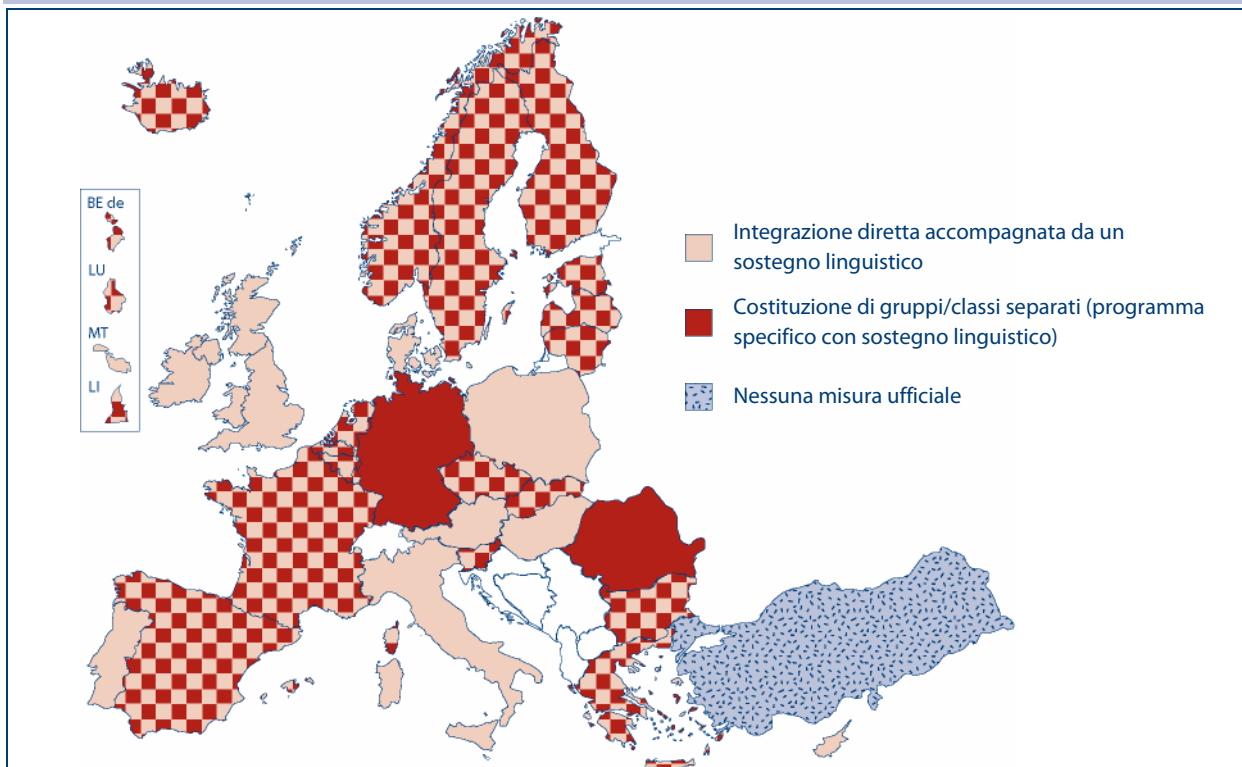 BE de
LU
MT
LI
Integrazione diretta accompagnata da un
sostegno linguistico
Costituzione di gruppi/classi separati (programma
specifico con sostegno linguistico)
Nessuna misura ufficiale